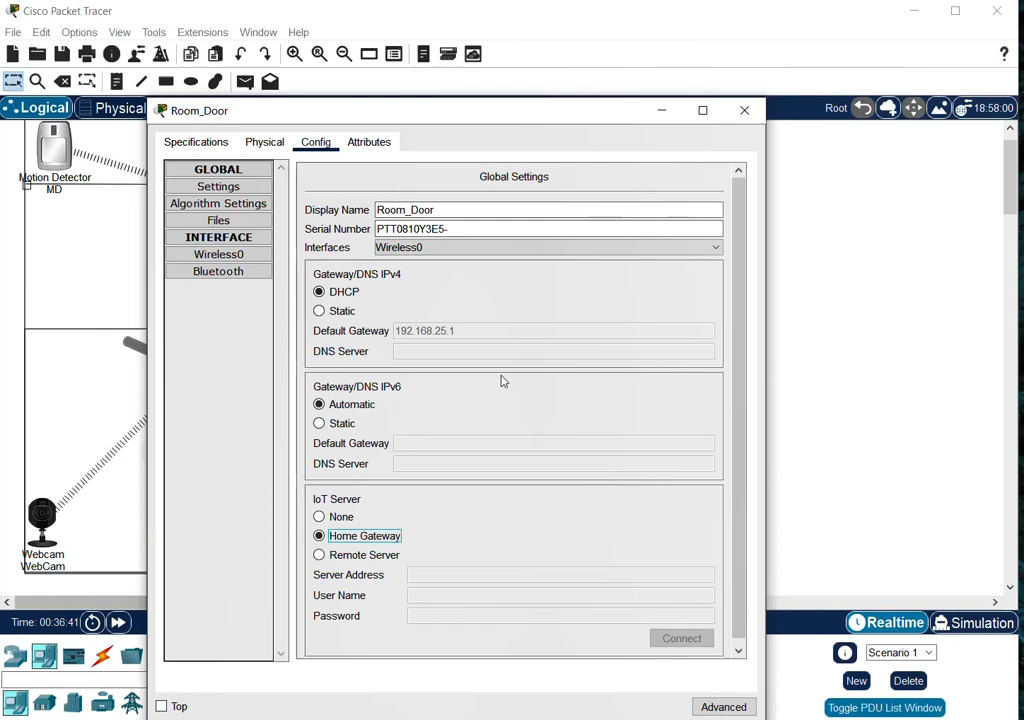 Cisco Packet Tracer
File Edit Options View Tools Extensions Window Help
?
Logical Physical Root 18:58:00
Room_Door
Specifications Physical Config Attributes
Motion Detector
MD
Webcam
WebCam
GLOBAL
Settings
Algorithm Settings
Files
INTERFACE
Wireless0
Bluetooth
Global Settings
Display Name Room_Door
Serial Number PTT0810Y3E5-
Interfaces Wireless0
Gateway/DNS IPv4
DHCP
Static
Default Gateway 192.168.25.1
DNS Server
Gateway/DNS IPv6
Automatic
Static
Default Gateway
DNS Server
IoT Server
None
Home Gateway
Remote Server
Server Address
User Name
Password
Connect
Top Advanced
Time: 00:36:41 Realtime Simulation
Scenario 1
New Delete
Toggle PDU List Window